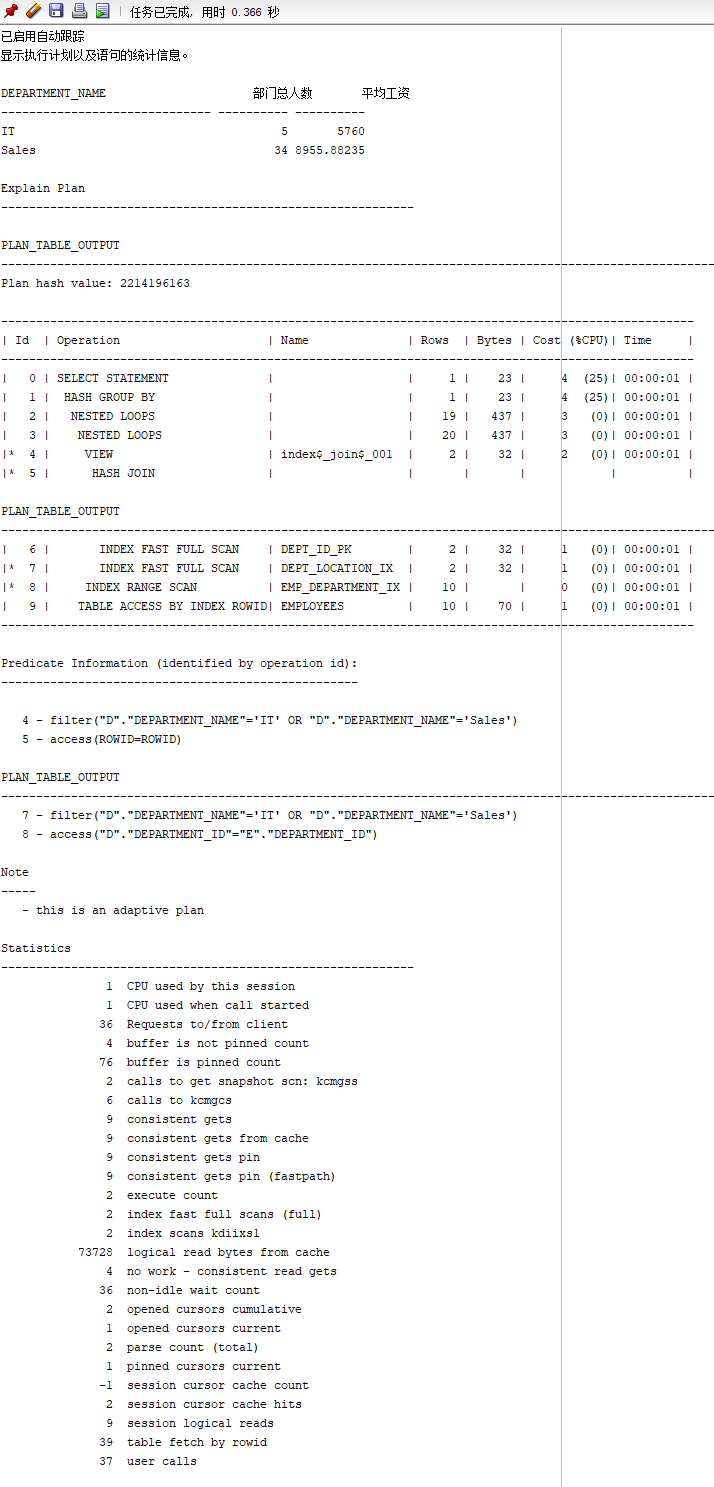 任务已完成, 用时 0.366 秒
已启用自动跟踪
显示执行计划以及语句的统计信息。
DEPARTMENT_NAME                     部门总人数       平均工资
------------------------------ ---------- ----------
IT                                      5       5760
Sales                                  34 8955.88235
Explain Plan
-----------------------------------------------------------
PLAN_TABLE_OUTPUT
------------------------------------------------------------------------------------------------------
Plan hash value: 2214196163
---------------------------------------------------------------------------------------------------
| Id  | Operation                     | Name              | Rows  | Bytes | Cost (%CPU)| Time     |
---------------------------------------------------------------------------------------------------
|   0 | SELECT STATEMENT              |                   |     1 |    23 |     4  (25)| 00:00:01 |
|   1 |  HASH GROUP BY                |                   |     1 |    23 |     4  (25)| 00:00:01 |
|   2 |   NESTED LOOPS                |                   |    19 |   437 |     3   (0)| 00:00:01 |
|   3 |    NESTED LOOPS               |                   |    20 |   437 |     3   (0)| 00:00:01 |
|*  4 |     VIEW                      | index$_join$_001  |     2 |    32 |     2   (0)| 00:00:01 |
|*  5 |      HASH JOIN                |                   |       |       |            |          |
PLAN_TABLE_OUTPUT
------------------------------------------------------------------------------------------------------
|   6 |       INDEX FAST FULL SCAN    | DEPT_ID_PK        |     2 |    32 |     1   (0)| 00:00:01 |
|*  7 |       INDEX FAST FULL SCAN    | DEPT_LOCATION_IX  |     2 |    32 |     1   (0)| 00:00:01 |
|*  8 |     INDEX RANGE SCAN          | EMP_DEPARTMENT_IX |    10 |       |     0   (0)| 00:00:01 |
|   9 |    TABLE ACCESS BY INDEX ROWID| EMPLOYEES         |    10 |    70 |     1   (0)| 00:00:01 |
---------------------------------------------------------------------------------------------------
Predicate Information (identified by operation id):
---------------------------------------------------
   4 - filter("D"."DEPARTMENT_NAME"='IT' OR "D"."DEPARTMENT_NAME"='Sales')
   5 - access(ROWID=ROWID)
PLAN_TABLE_OUTPUT
------------------------------------------------------------------------------------------------------
   7 - filter("D"."DEPARTMENT_NAME"='IT' OR "D"."DEPARTMENT_NAME"='Sales')
   8 - access("D"."DEPARTMENT_ID"="E"."DEPARTMENT_ID")
Note
-----
   - this is an adaptive plan
Statistics
-----------------------------------------------------------
               1  CPU used by this session
               1  CPU used when call started
              36  Requests to/from client
               4  buffer is not pinned count
              76  buffer is pinned count
               2  calls to get snapshot scn: kcmgss
               6  calls to kcmgcs
               9  consistent gets
               9  consistent gets from cache
               9  consistent gets pin
               9  consistent gets pin (fastpath)
               2  execute count
               2  index fast full scans (full)
               2  index scans kdiixs1
           73728  logical read bytes from cache
               4  no work - consistent read gets
              36  non-idle wait count
               2  opened cursors cumulative
               1  opened cursors current
               2  parse count (total)
               1  pinned cursors current
              -1  session cursor cache count
               2  session cursor cache hits
               9  session logical reads
              39  table fetch by rowid
              37  user calls